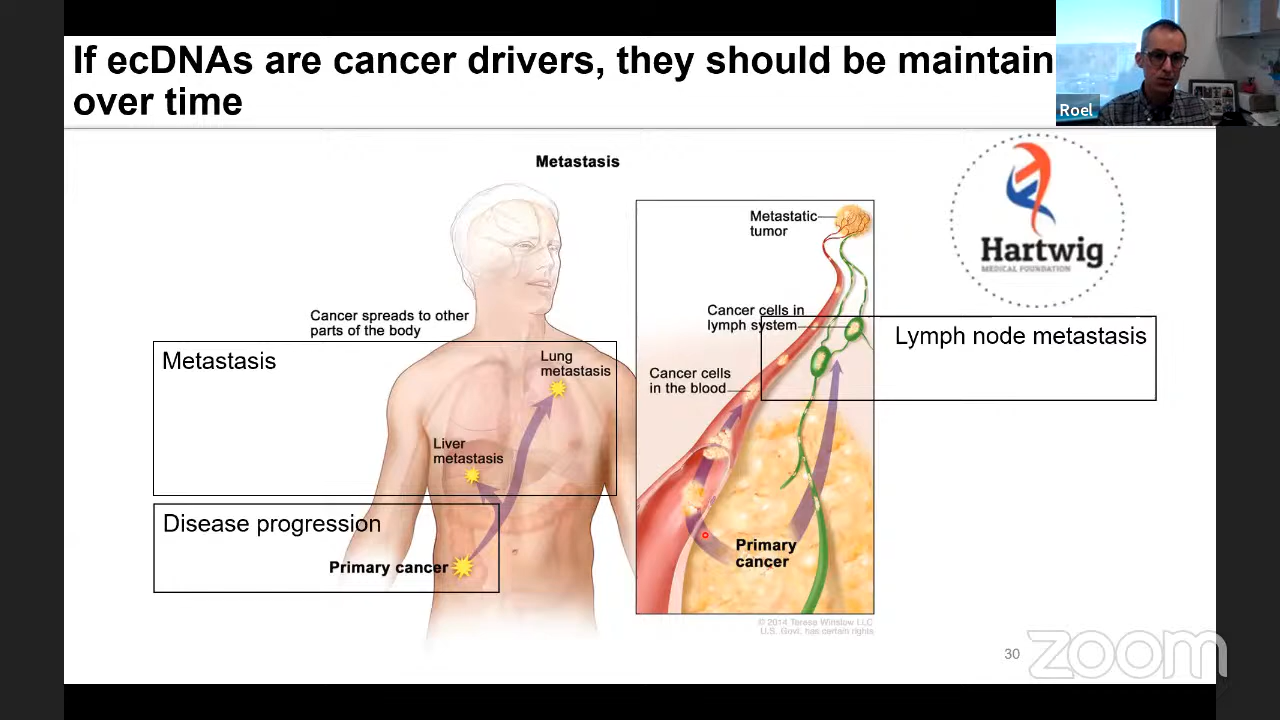 If ecDNAs are cancer drivers, they should be maintain
over time
Roel
Metastasis
Hartwig
MEDICAL FOUNDATION
Metastatic
tumor
Cancer cells in
lymph system
Cancer spreads to other
parts of the body
Lymph node metastasis
Metastasis
Lung
metastasis
Cancer cells
in the blood
Liver
metastasis
Disease progression
Primary cancer
Primary
cancer
© 2014 Terese Winslow LLC
U.S. Govt. has certain rights
30
zoom